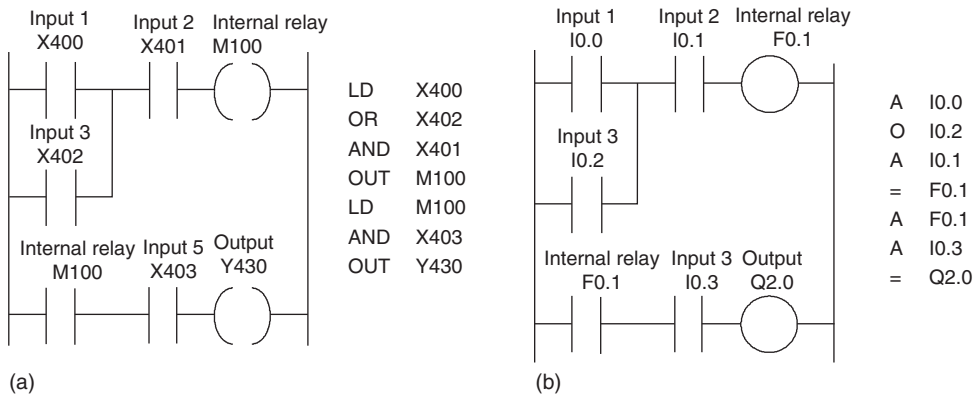 Input 1
X400
Input 2
X401
Internal relay
M100
Input 3
X402
Internal relay
M100
Input 5
X403
Output
Y430
LD X400
OR X402
AND X401
OUT M100
LD M100
AND X403
OUT Y430
(a)
Input 1
I0.0
Input 2
I0.1
Internal relay
F0.1
Input 3
I0.2
Internal relay
F0.1
Input 3
I0.3
Output
Q2.0
A I0.0
O I0.2
A I0.1
= F0.1
A F0.1
A I0.3
= Q2.0
(b)